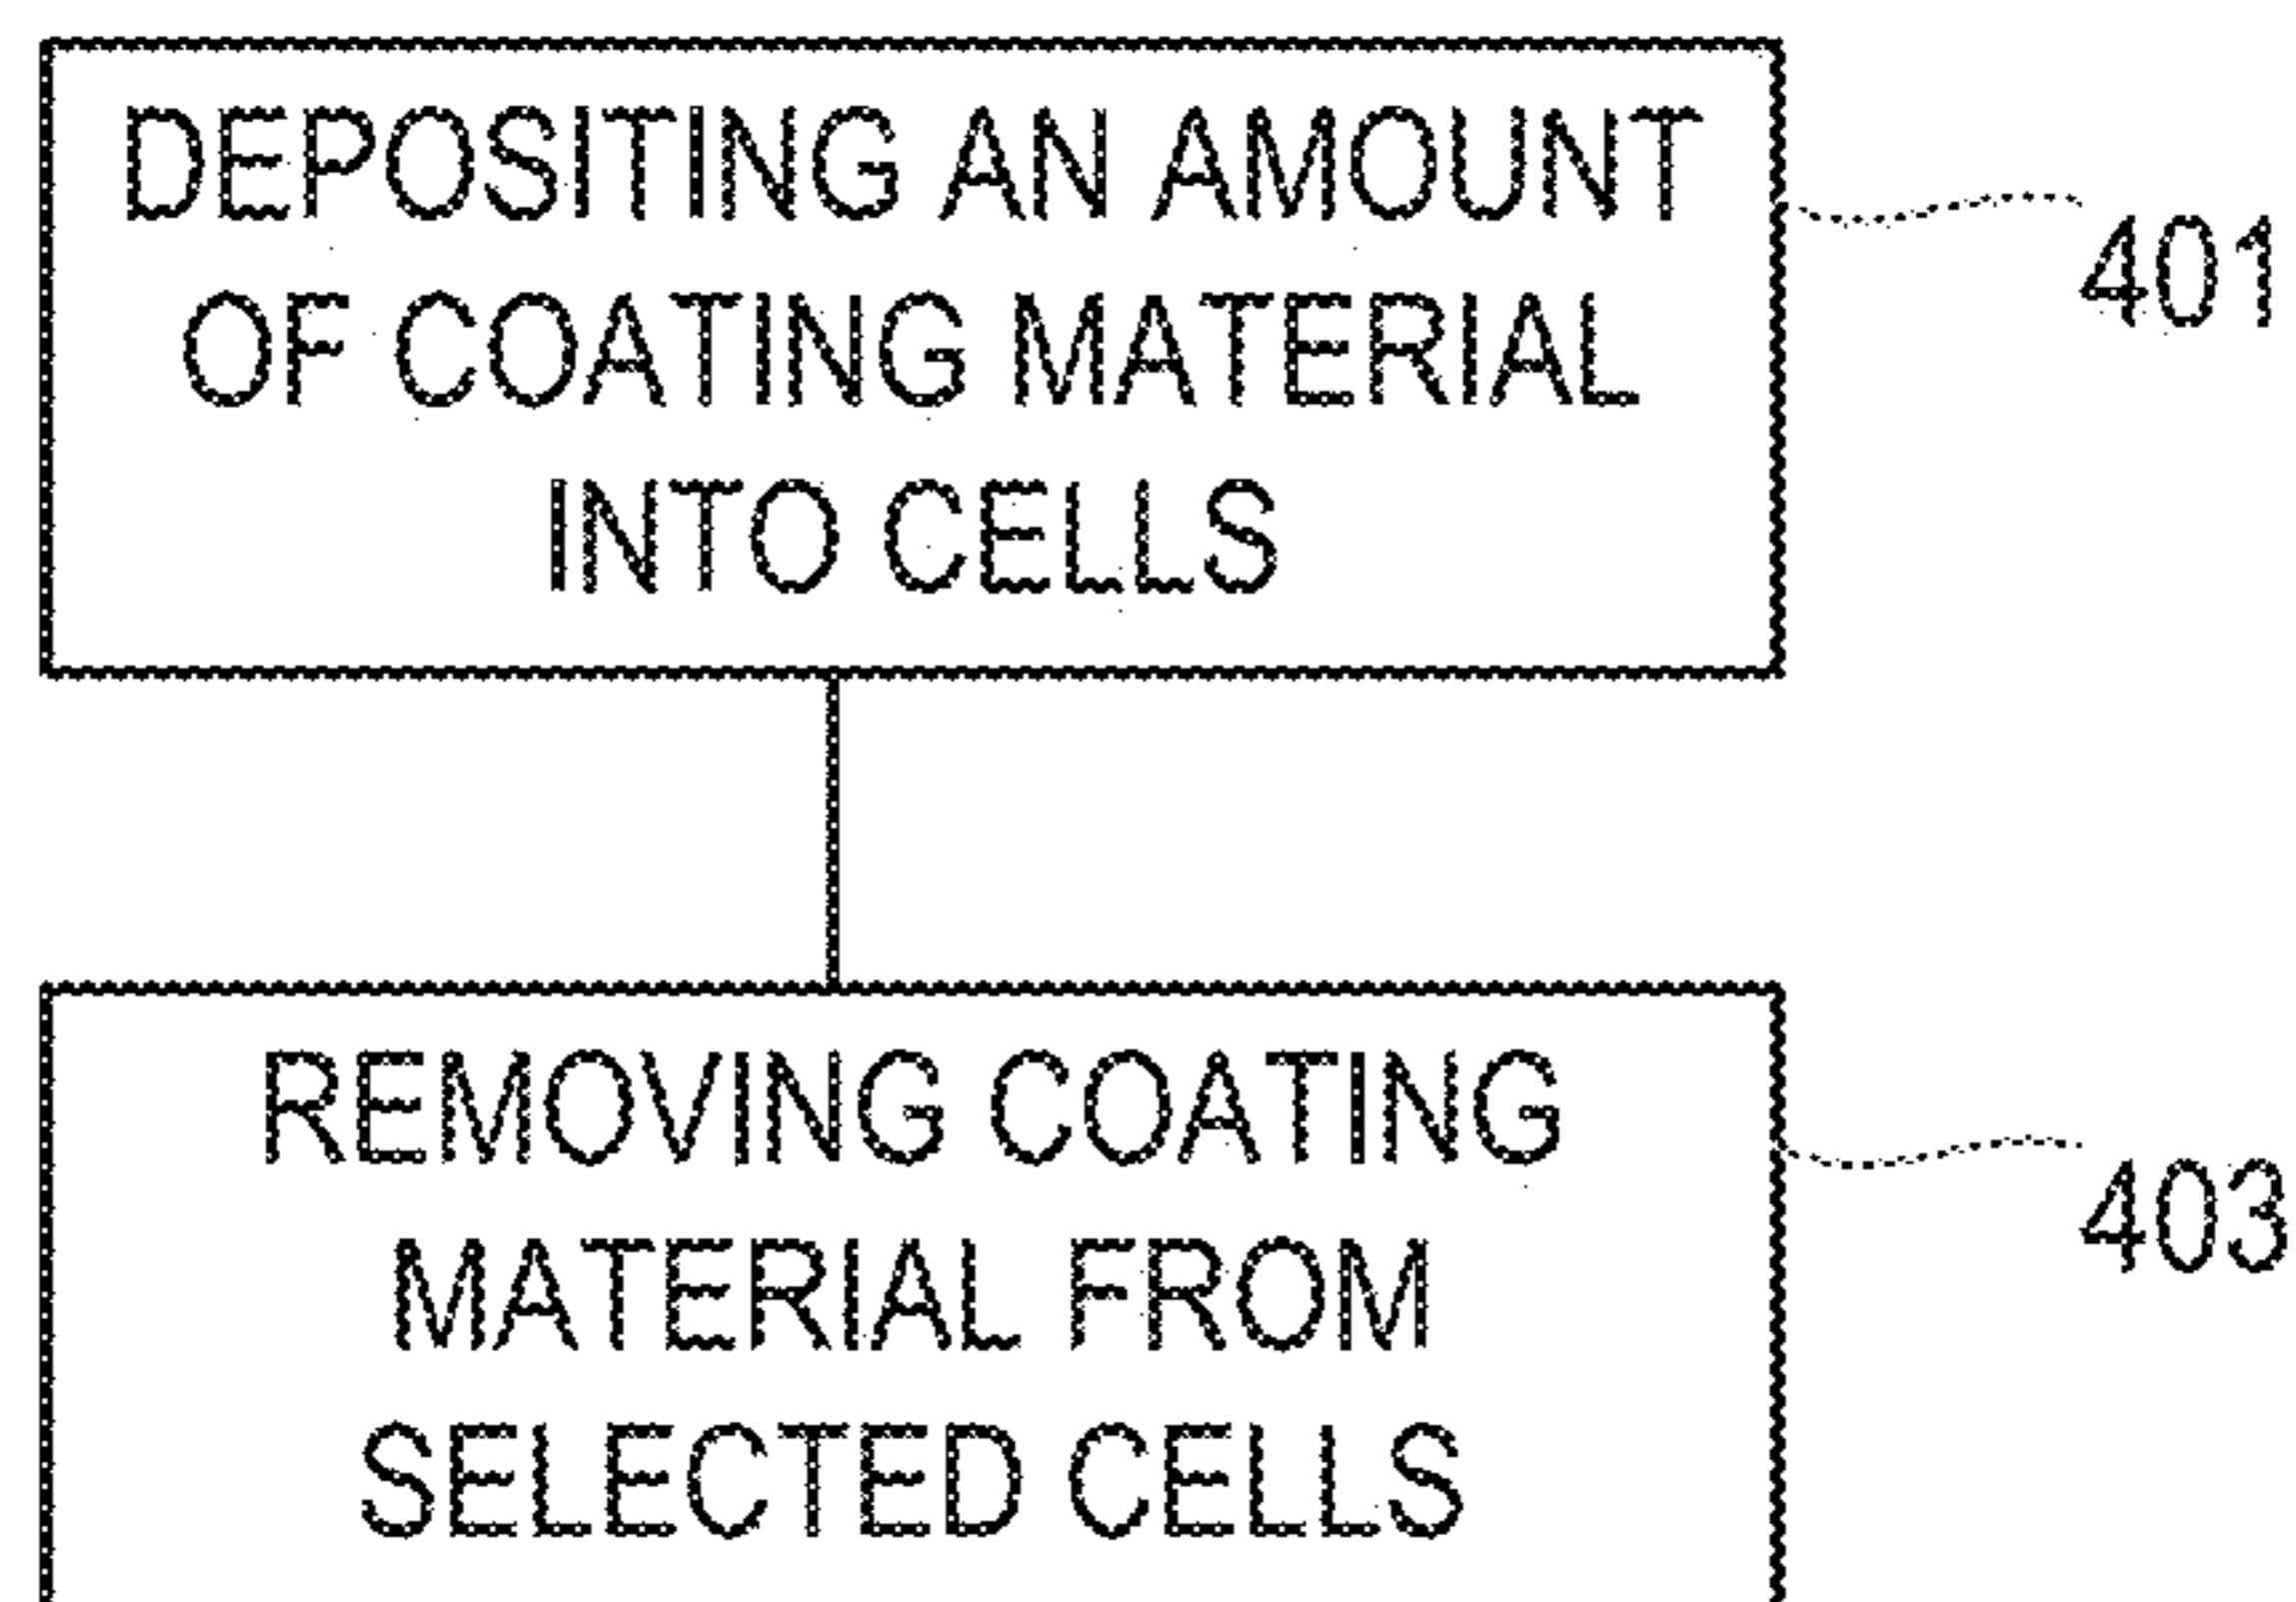 DEPOSITING AN AMOUNT
OF COATING MATERIAL
INTO CELLS
401
REMOVING COATING
MATERIAL FROM
SELECTED CELLS
403